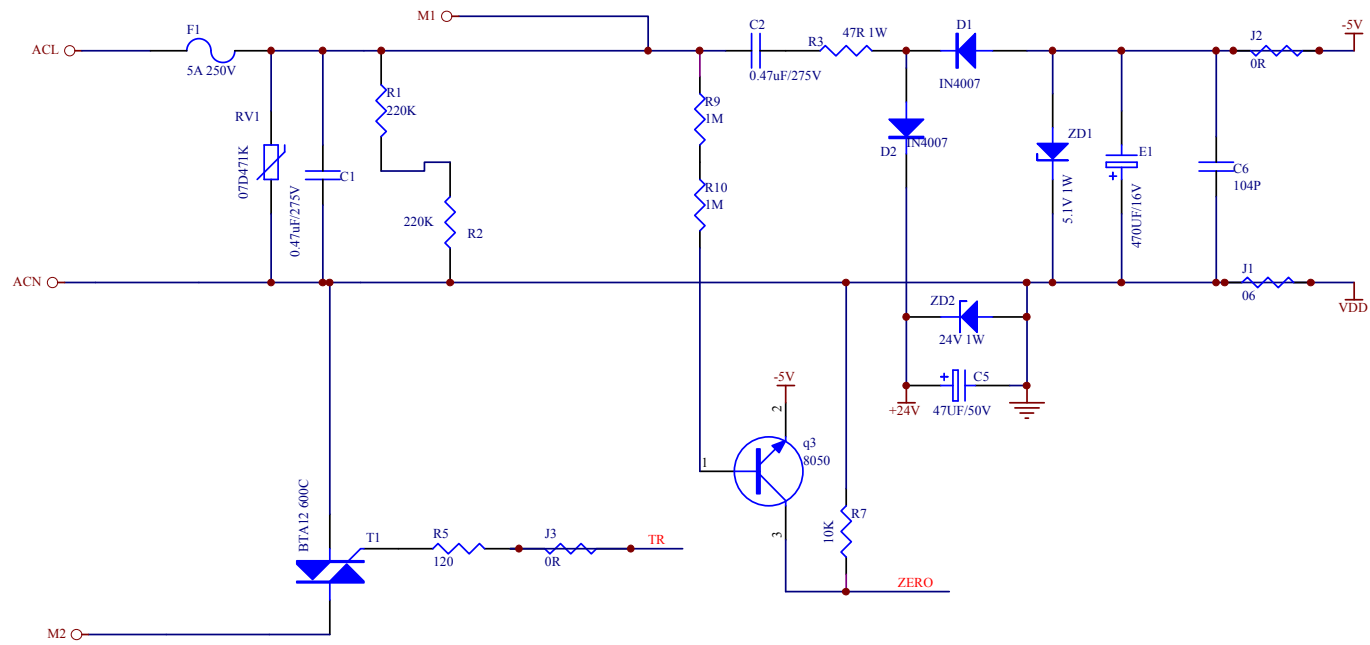 M1
ACL
F1
5A 250V
C2
0.47uF/275V
R3
47R 1W
D1
IN4007
J2
0R
-5V
R1
220K
RV1
07D471K
C1
0.47uF/275V
220K
R2
R9
1M
R10
1M
D2
IN4007
ZD1
5.1V 1W
E1
470UF/16V
C6
104P
ACN
J1
06
VDD
ZD2
24V 1W
C5
47UF/50V
+24V
-5V
2
q3
8050
1
3
R7
10K
ZERO
BTA12 600C
T1
R5
120
J3
0R
TR
M2